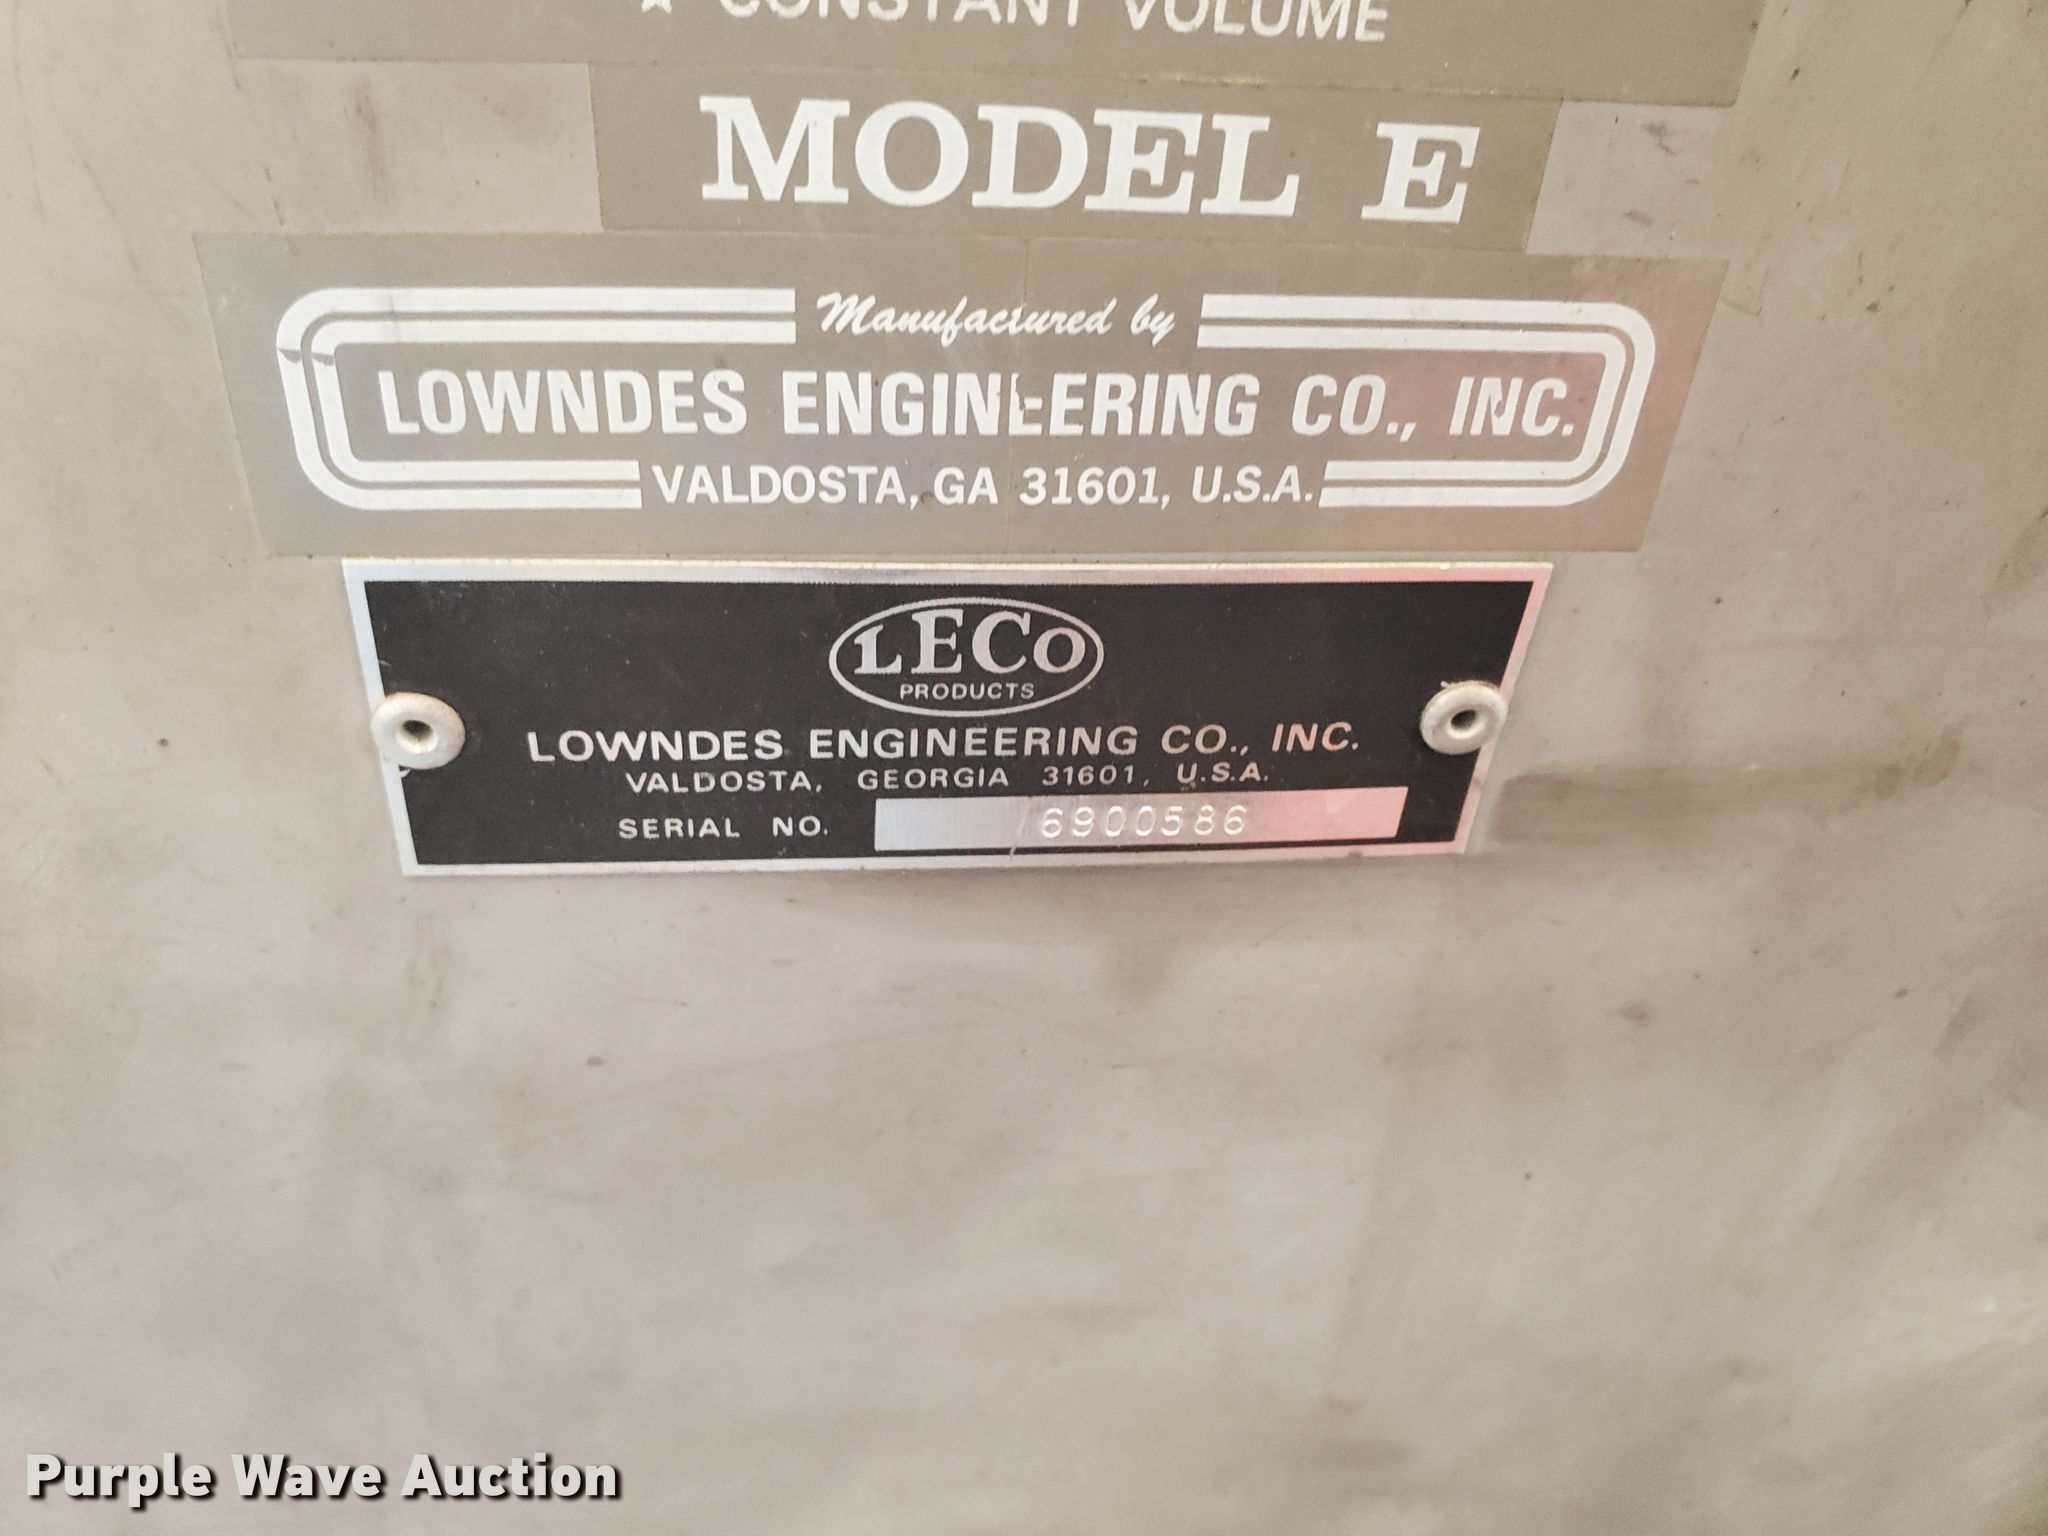 ★ CONSTANT VOLUME
MODEL E
Manufactured by
LOWNDES ENGINEERING CO., INC.
VALDOSTA, GA 31601, U.S.A.
LECO
PRODUCTS
LOWNDES ENGINEERING CO., INC.
VALDOSTA, GEORGIA 31601, U.S.A.
SERIAL NO. 6900586
Purple Wave Auction